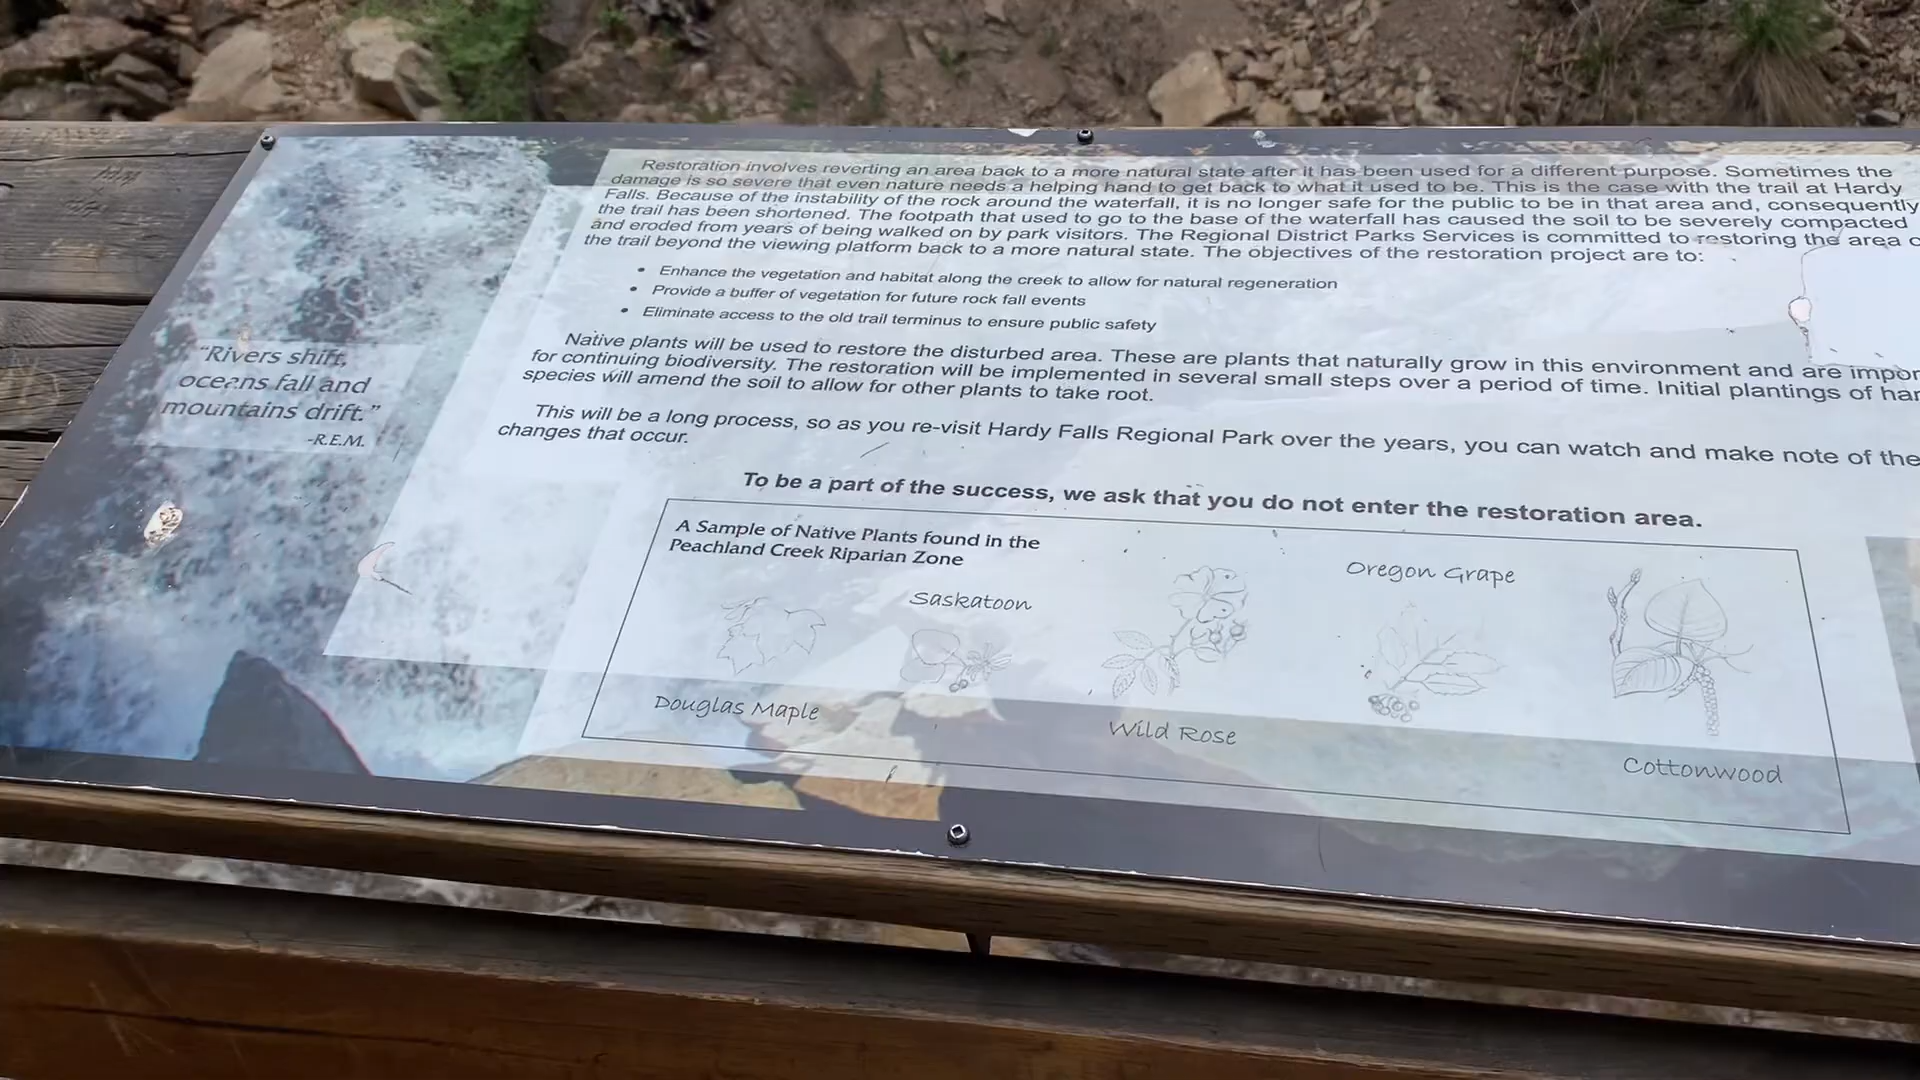 Restoration involves reverting an area back to a more natural state after it has been used for a different purpose. Sometimes the
damage is so severe that even nature needs a helping hand to get back to what it used to be. This is the case with the trail at Hardy
Falls. Because of the instability of the rock around the waterfall, it is no longer safe for the public to be in that area and, consequently
the trail has been shortened. The footpath that used to go to the base of the waterfall has caused the soil to be severely compacted
and eroded from years of being walked on by park visitors. The Regional District Parks Services is committed to restoring the area
the trail beyond the viewing platform back to a more natural state. The objectives of the restoration project are to:
• Enhance the vegetation and habitat along the creek to allow for natural regeneration
• Provide a buffer of vegetation for future rock fall events
• Eliminate access to the old trail terminus to ensure public safety
Native plants will be used to restore the disturbed area. These are plants that naturally grow in this environment and are
for continuing biodiversity. The restoration will be implemented in several small steps over a period of time. Initial plantings of
species will amend the soil to allow for other plants to take root.
This will be a long process, so as you re-visit Hardy Falls Regional Park over the years, you can watch and make note of the
changes that occur.
To be a part of the success, we ask that you do not enter the restoration area.
"Rivers shift,
oceans fall and
mountains drift."
-R.E.M.
A Sample of Native Plants found in the
Peachland Creek Riparian Zone
Douglas Maple
Saskatoon
Wild Rose
Oregon Grape
Cottonwood